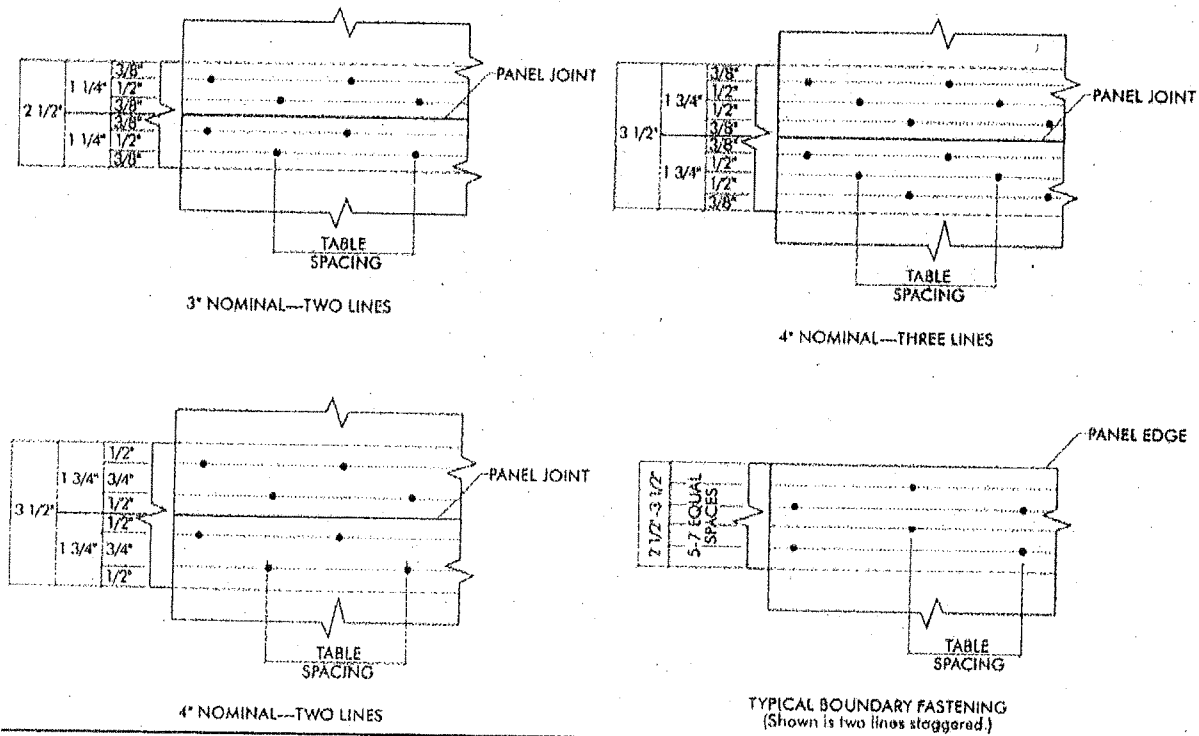 3/8"
1 1/4" 1/2"
3/8"
2 1/2"
3/8"
1 1/4" 1/2"
3/8"
PANEL JOINT
TABLE
SPACING
3" NOMINAL—TWO LINES
3/8"
1/2"
1 3/4"
1/2"
3/8"
3 1/2"
3/8"
1/2"
1 3/4"
1/2"
3/8"
PANEL JOINT
TABLE
SPACING
4" NOMINAL—THREE LINES
1/2"
1 3/4" 3/4"
1/2"
3 1/2"
1/2"
1 3/4" 3/4"
1/2"
PANEL JOINT
TABLE
SPACING
4" NOMINAL—TWO LINES
2 1/2"-3 1/2"
5-7 EQUAL
SPACES
PANEL EDGE
TABLE
SPACING
TYPICAL BOUNDARY FASTENING
(Shown is two lines staggered.)